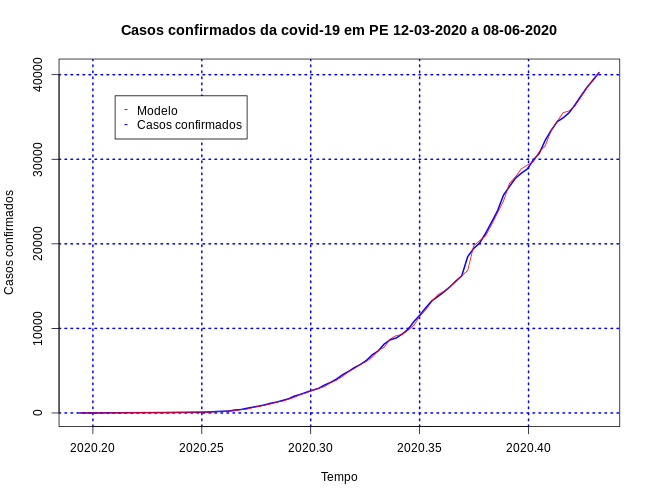 Casos confirmados da covid-19 em PE 12-03-2020 a 08-06-2020
Casos confirmados
40000
30000
20000
10000
0
Modelo
Casos confirmados
2020.20 2020.25 2020.30 2020.35 2020.40
Tempo